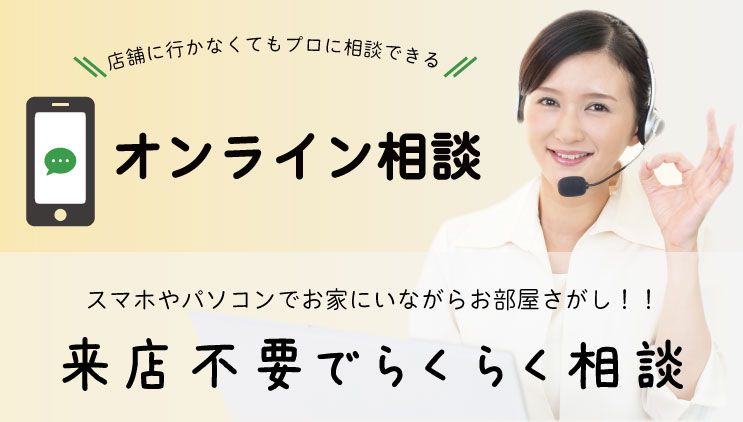 店舗に行かなくてもプロに相談できる
オンライン相談
スマホやパソコンでお家にいながらお部屋さがし！！
来店不要でらくらく相談